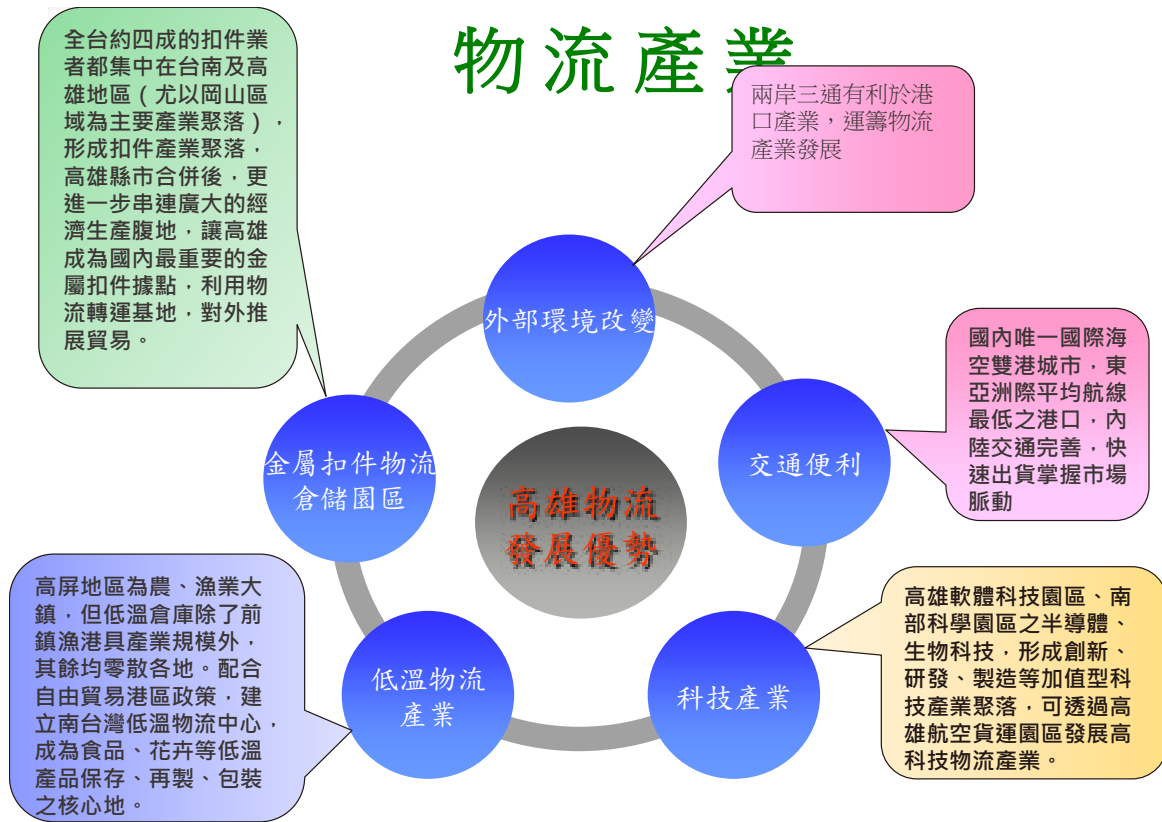 物流產業
全台約四成的扣件業
者都集中在台南及高
雄地區（尤以岡山區
域為主要產業聚落），
形成扣件產業聚落，
高雄縣市合併後，更
進一步串連廣大的經
濟生產腹地，讓高雄
成為國內最重要的金
屬扣件據點，利用物
流轉運基地，對外推
展貿易。
兩岸三通有利於港
口產業，運籌物流
產業發展
外部環境改變
國內唯一國際海
空雙港城市，東
亞洲際平均航線
最低之港口，內
陸交通完善，快
速出貨掌握市場
脈動
交通便利
金屬扣件物流
倉儲園區
高雄物流
發展優勢
高屏地區為農、漁業大
鎮，但低溫倉庫除了前
鎮漁港具產業規模外，
其餘均零散各地。配合
自由貿易港區政策，建
立南台灣低溫物流中心，
成為食品、花卉等低溫
產品保存、再製、包裝
之核心地。
低溫物流
產業
科技產業
高雄軟體科技園區、南
部科學園區之半導體、
生物科技，形成創新、
研發、製造等加值型科
技產業聚落，可透過高
雄航空貨運園區發展高
科技物流產業。